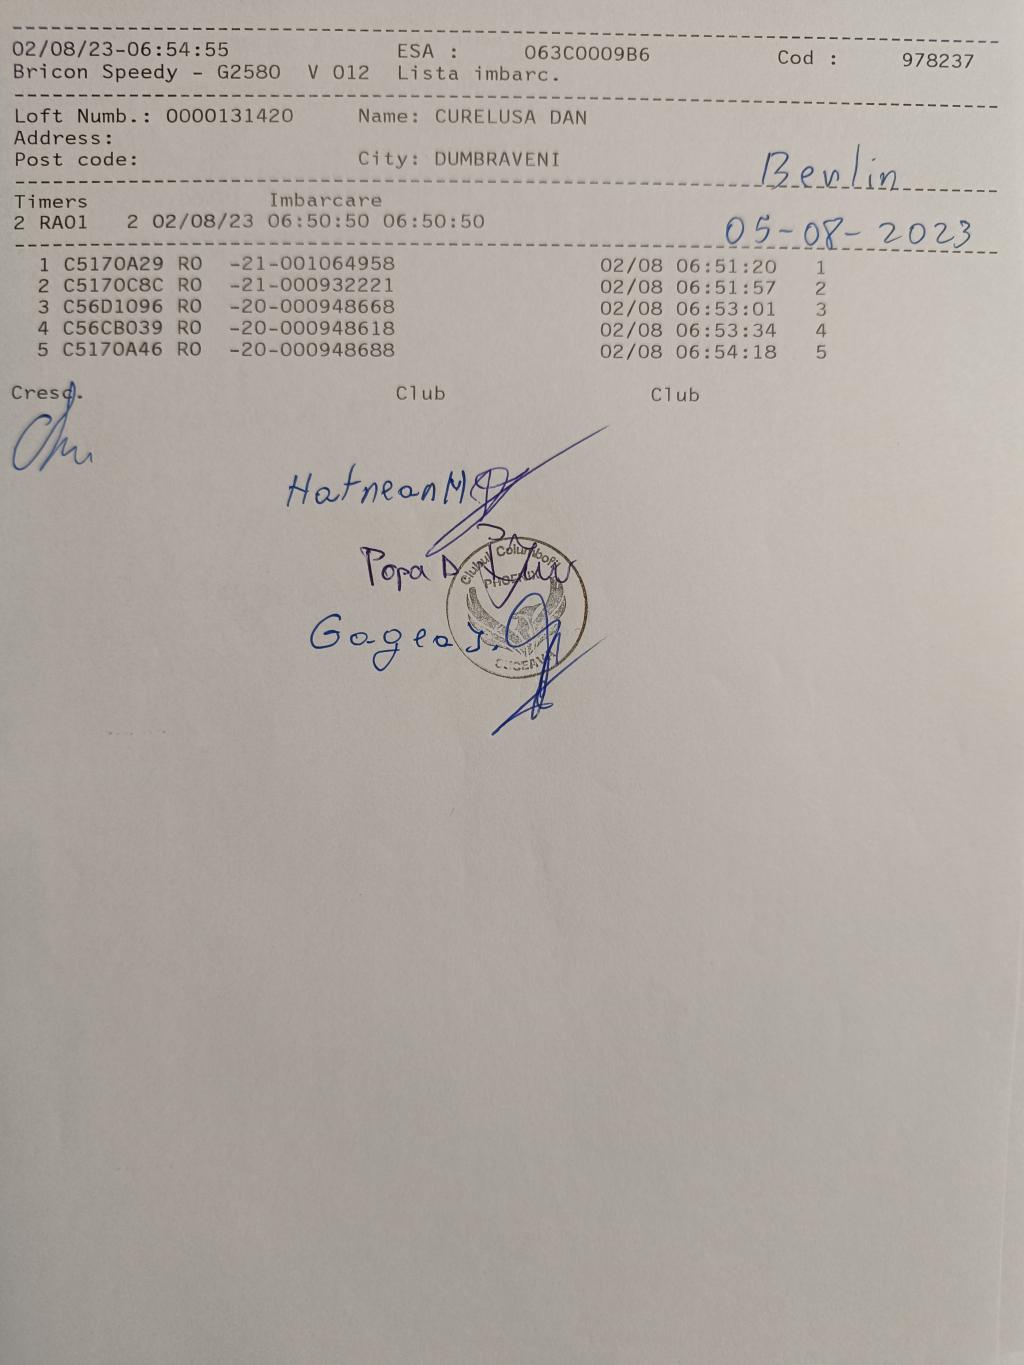 02/08/23-06:54:55 ESA : 063C0009B6 Cod : 978237
Bricon Speedy - G2580 V 012 Lista imbarc.
Loft Numb.: 0000131420 Name: CURELUSA DAN
Address:
Post code: City: DUMBRAVENI
Berlin
Timers Imbarcare
2 RA01 2 02/08/23 06:50:50 06:50:50
05-08-2023
1 C5170A29 RO -21-001064958 02/08 06:51:20 1
2 C5170C8C RO -21-000932221 02/08 06:51:57 2
3 C56D1096 RO -20-000948668 02/08 06:53:01 3
4 C56CB039 RO -20-000948618 02/08 06:53:34 4
5 C5170A46 RO -20-000948688 02/08 06:54:18 5
Cresc. Club Club
Hatnean M
Popa D
Gagea I.
Clubul Columbofil
PHOENIX
SUCEAVA